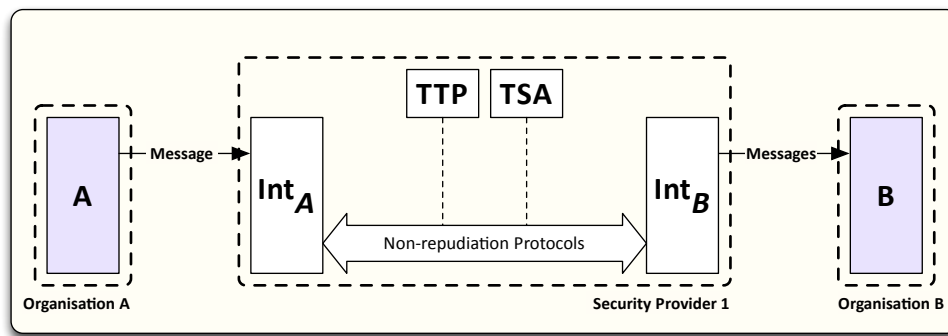 TTP
TSA
Message
Messages
A
Int_A
Int_B
B
Non-repudiation Protocols
Organisation A
Security Provider 1
Organisation B